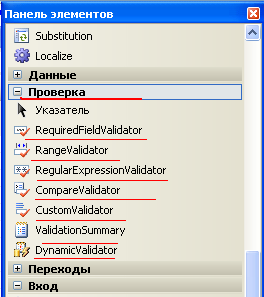 Панель элементов
Substitution
Localize
Данные
Проверка
Указатель
RequiredFieldValidator
RangeValidator
RegularExpressionValidator
CompareValidator
CustomValidator
ValidationSummary
DynamicValidator
Переходы
Вход